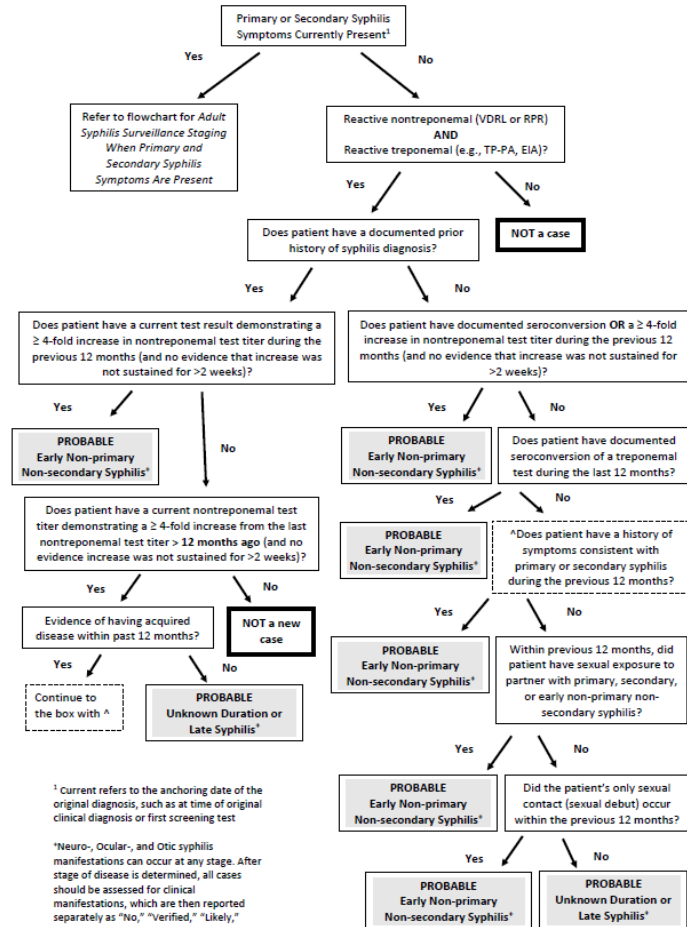 Primary or Secondary Syphilis
Symptoms Currently Present¹
Yes
No
Refer to flowchart for Adult
Syphilis Surveillance Staging
When Primary and
Secondary Syphilis
Symptoms Are Present
Reactive nontreponemal (VDRL or RPR)
AND
Reactive treponemal (e.g., TP-PA, EIA)?
Yes
No
Does patient have a documented prior
history of syphilis diagnosis?
NOT a case
Yes
No
Does patient have a current test result demonstrating a
≥ 4-fold increase in nontreponemal test titer during the
previous 12 months (and no evidence that increase was
not sustained for >2 weeks)?
Does patient have documented seroconversion OR a ≥ 4-fold
increase in nontreponemal test titer during the previous 12
months (and no evidence that increase was not sustained for
>2 weeks)?
Yes
No
Yes
No
PROBABLE
Early Non-primary
Non-secondary Syphilis*
PROBABLE
Early Non-primary
Non-secondary Syphilis*
Does patient have documented
seroconversion of a treponemal
test during the last 12 months?
Yes
No
Does patient have a current nontreponemal test
titer demonstrating a ≥ 4-fold increase from the last
nontreponemal test titer > 12 months ago (and no
evidence increase was not sustained for >2 weeks)?
PROBABLE
Early Non-primary
Non-secondary Syphilis*
^Does patient have a history of
symptoms consistent with
primary or secondary syphilis
during the previous 12 months?
Yes
No
Yes
No
Evidence of having acquired
disease within past 12 months?
NOT a new
case
PROBABLE
Early Non-primary
Non-secondary Syphilis*
Within previous 12 months, did
patient have sexual exposure to
partner with primary, secondary,
or early non-primary non-
secondary syphilis?
Yes
No
Continue to
the box with ^
PROBABLE
Unknown Duration or
Late Syphilis*
Yes
No
PROBABLE
Early Non-primary
Non-secondary Syphilis*
Did the patient's only sexual
contact (sexual debut) occur
within the previous 12 months?
Yes
No
PROBABLE
Early Non-primary
Non-secondary Syphilis*
PROBABLE
Unknown Duration or
Late Syphilis*
¹ Current refers to the anchoring date of the
original diagnosis, such as at time of original
clinical diagnosis or first screening test
*Neuro-, Ocular-, and Otic syphilis
manifestations can occur at any stage. After
stage of disease is determined, all cases
should be assessed for clinical
manifestations, which are then reported
separately as "No," "Verified," "Likely,"